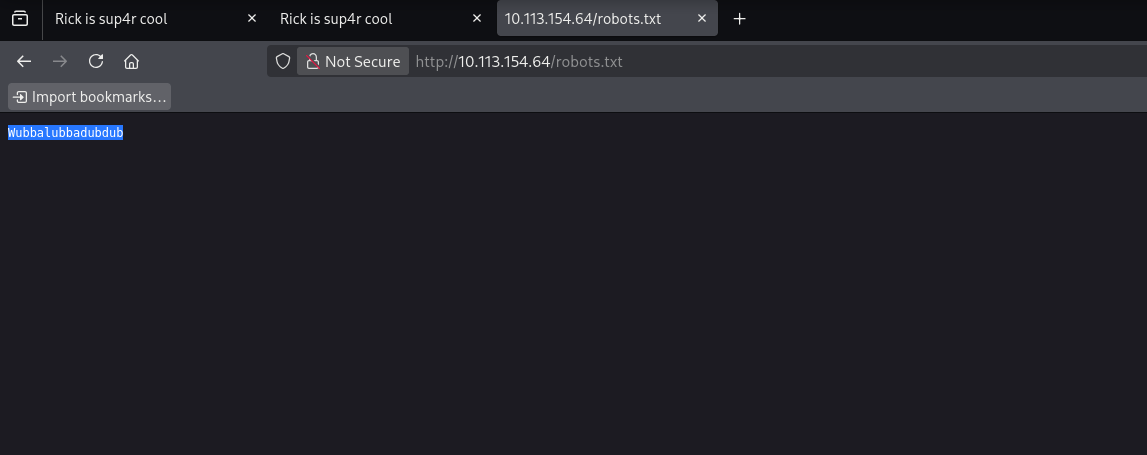 Rick is sup4r cool
Rick is sup4r cool
10.113.154.64/robots.txt
Not Secure
http://10.113.154.64/robots.txt
Import bookmarks...
Wubbalubbadubdub